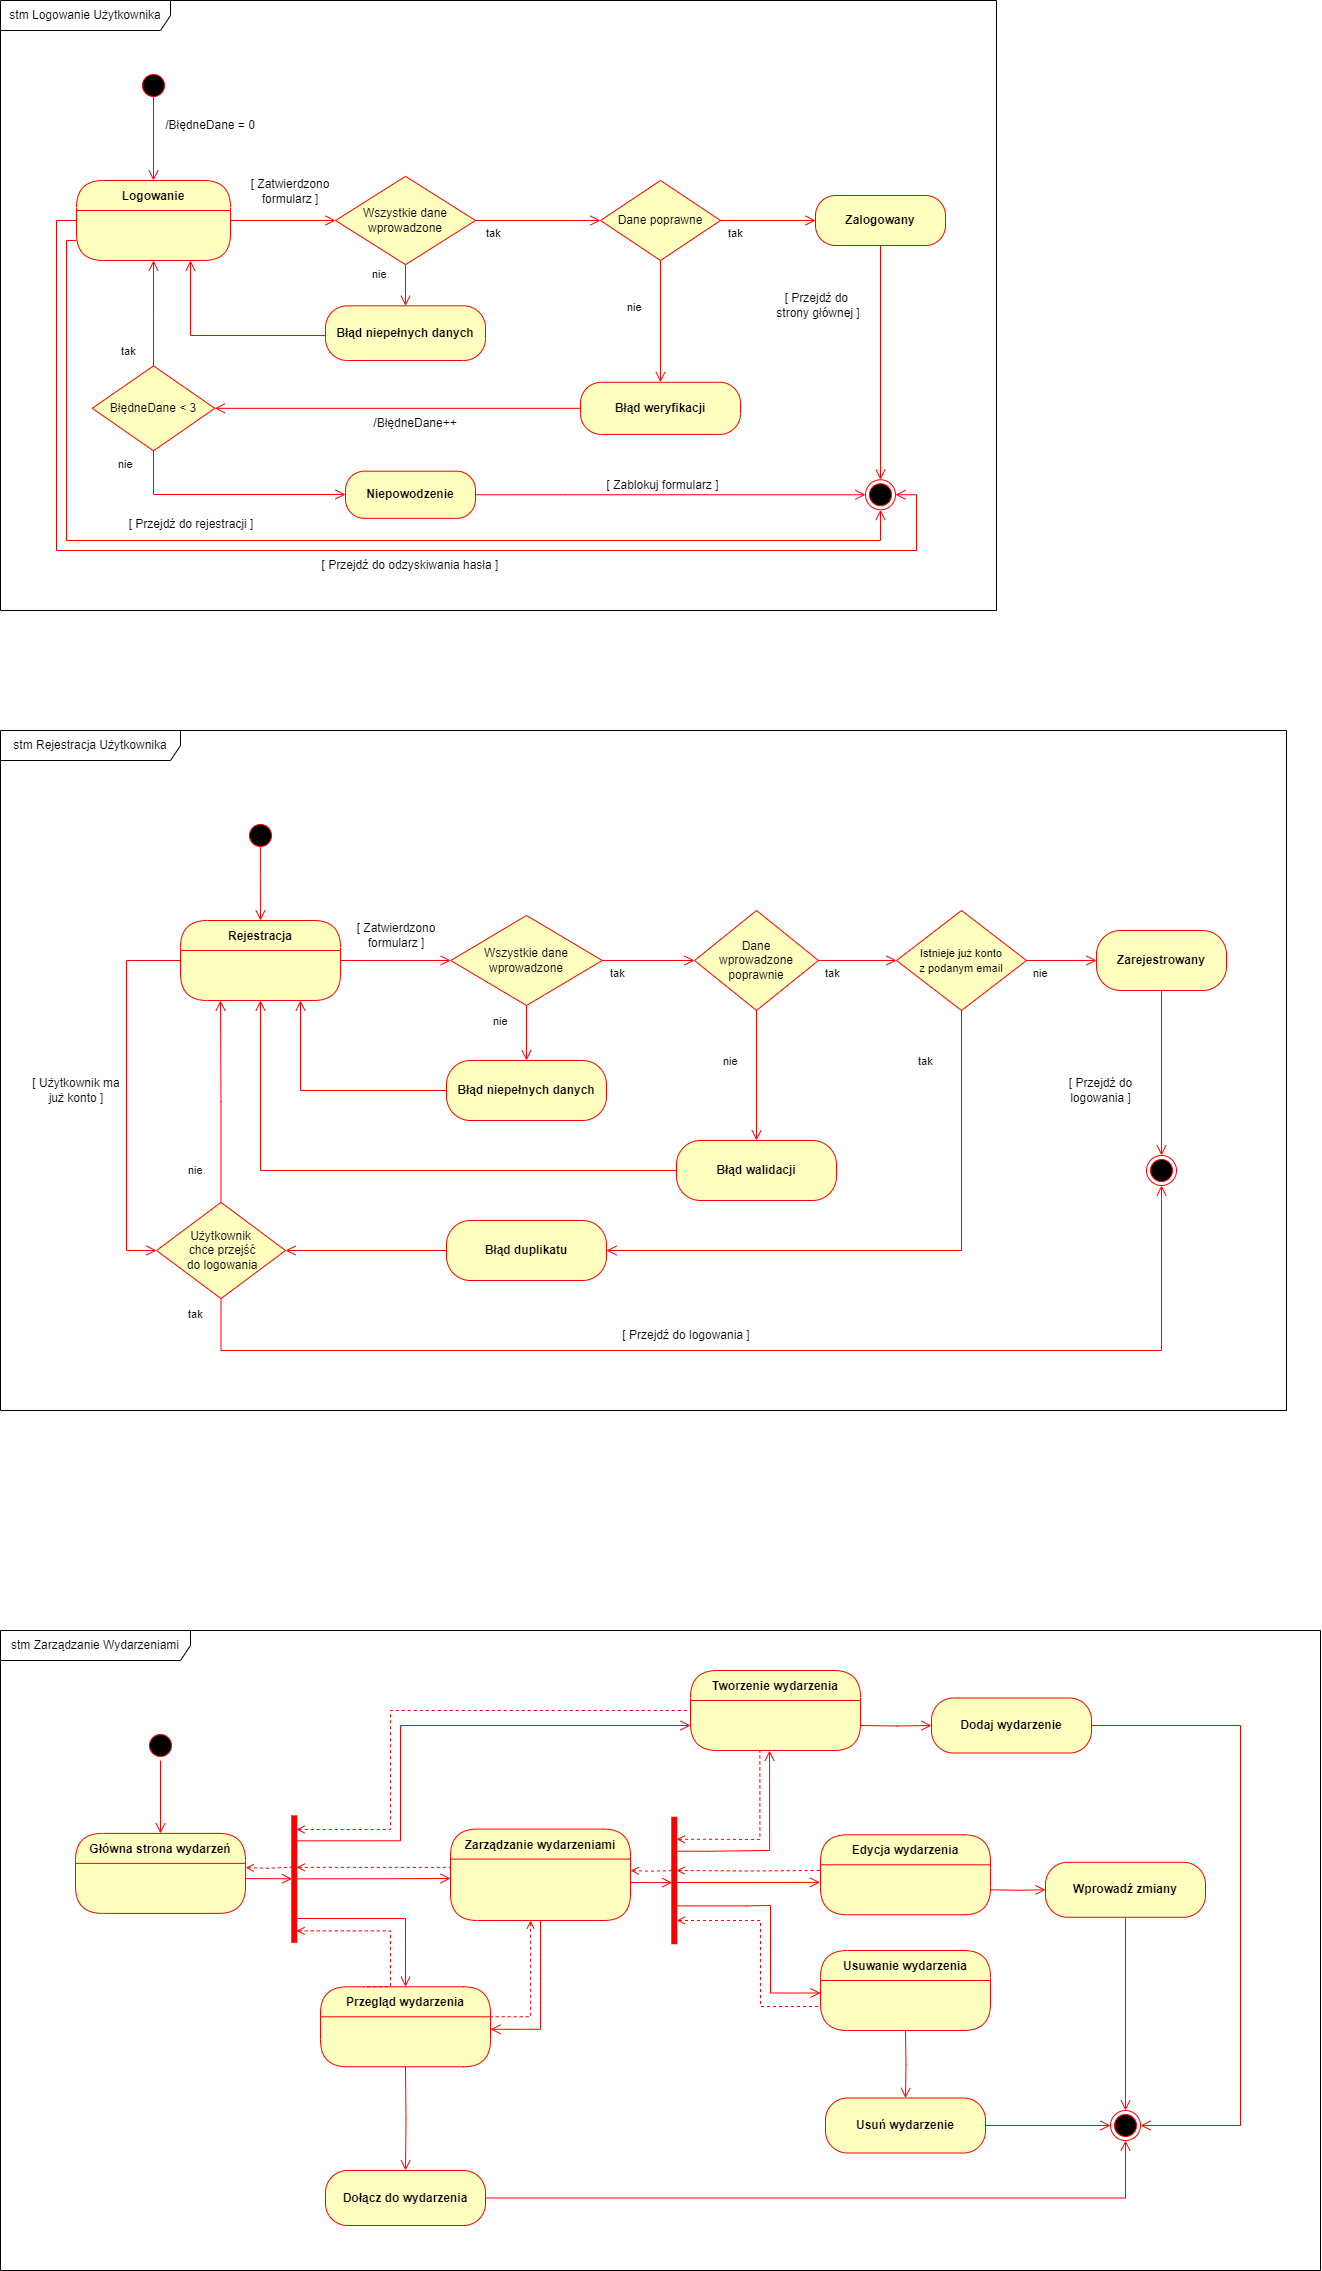 stm Logowanie Użytkownika
/BłędneDane = 0
Logowanie
[ Zatwierdzono
formularz ]
Wszystkie dane
wprowadzone
tak
Dane poprawne
tak
Zalogowany
nie
nie
[ Przejdź do
strony głównej ]
Błąd niepełnych danych
tak
BłędneDane < 3
Błąd weryfikacji
/BłędneDane++
nie
Niepowodzenie
[ Zablokuj formularz ]
[ Przejdź do rejestracji ]
[ Przejdź do odzyskiwania hasła ]
stm Rejestracja Użytkownika
Rejestracja
[ Zatwierdzono
formularz ]
Wszystkie dane
wprowadzone
tak
Dane
wprowadzone
poprawnie
tak
Istnieje już konto
z podanym email
nie
Zarejestrowany
nie
nie
tak
[ Użytkownik ma
już konto ]
Błąd niepełnych danych
[ Przejdź do
logowania ]
nie
Błąd walidacji
Użytkownik
chce przejść
do logowania
Błąd duplikatu
tak
[ Przejdź do logowania ]
stm Zarządzanie Wydarzeniami
Tworzenie wydarzenia
Dodaj wydarzenie
Główna strona wydarzeń
Zarządzanie wydarzeniami
Edycja wydarzenia
Wprowadź zmiany
Usuwanie wydarzenia
Przegląd wydarzenia
Usuń wydarzenie
Dołącz do wydarzenia